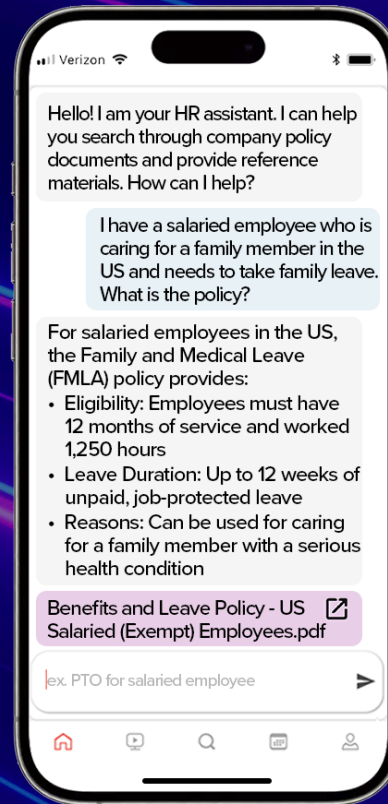 Verizon
Hello! I am your HR assistant. I can help
you search through company policy
documents and provide reference
materials. How can I help?
I have a salaried employee who is
caring for a family member in the
US and needs to take family leave.
What is the policy?
For salaried employees in the US,
the Family and Medical Leave
(FMLA) policy provides:
• Eligibility: Employees must have
12 months of service and worked
1,250 hours
• Leave Duration: Up to 12 weeks of
unpaid, job-protected leave
• Reasons: Can be used for caring
for a family member with a serious
health condition
Benefits and Leave Policy - US
Salaried (Exempt) Employees.pdf
ex. PTO for salaried employee